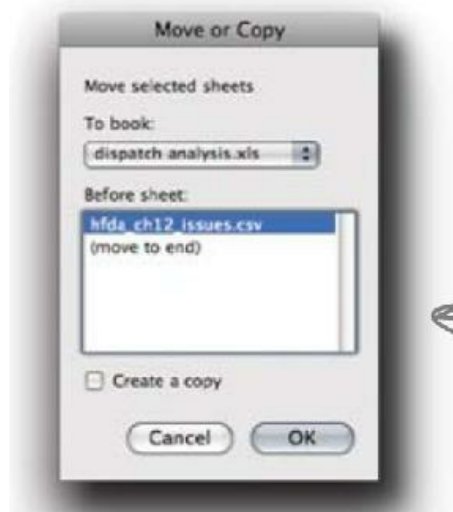 Move or Copy
Move selected sheets
To book:
dispatch analysis.xls
Before sheet:
hfda_ch12_issues.csv
(move to end)
Create a copy
Cancel
OK